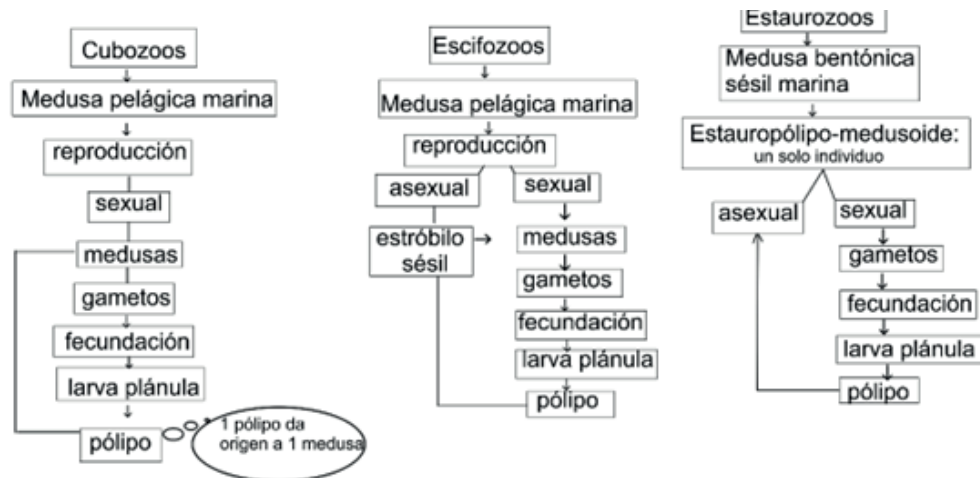 Cubozoos
Medusa pelágica marina
reproducción
sexual
medusas
gametos
fecundación
larva plánula
pólipo
1 pólipo da
origen a 1 medusa
Escifozoos
Medusa pelágica marina
reproducción
asexual
sexual
estróbilo
sésil
medusas
gametos
fecundación
larva plánula
pólipo
Estaurozoos
Medusa bentónica
sésil marina
Estauropólipo-medusoide:
un solo individuo
asexual
sexual
gametos
fecundación
larva plánula
pólipo